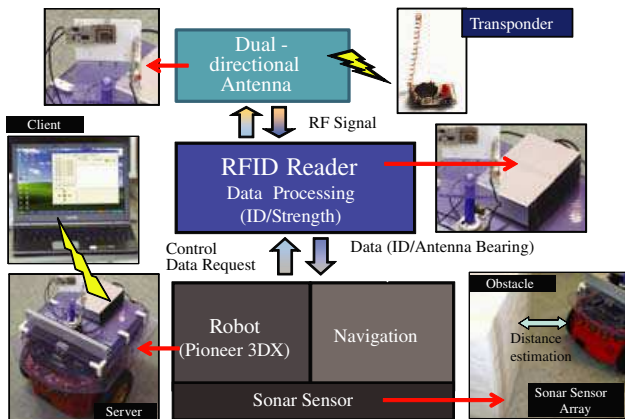 Dual -
directional
Antenna
Transponder
RF Signal
Client
RFID Reader
Data Processing
(ID/Strength)
Control
Data Request
Data (ID/Antenna Bearing)
Robot
(Pioneer 3DX)
Navigation
Obstacle
Distance
estimation
Sonar Sensor
Sonar Sensor
Array
Server